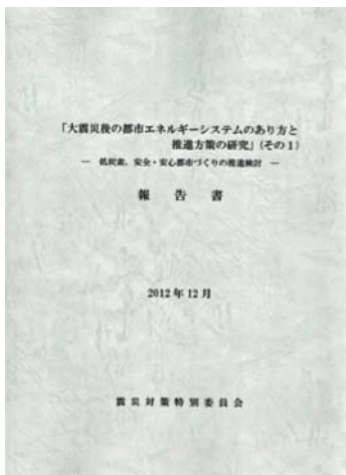 「大震災後の都市エネルギーシステムのあり方と
推進方策の研究」(その1)
― 低炭素、安全・安心都市づくりの推進検討 ―
報告書
2012年12月
震災対策特別委員会